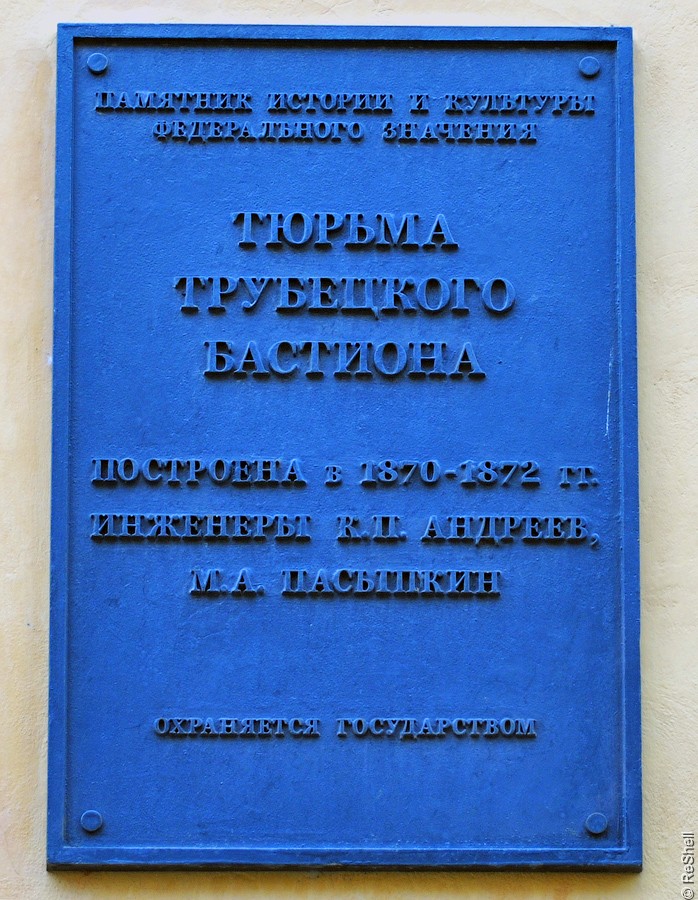 ПАМЯТНИК ИСТОРИИ И КУЛЬТУРЫ
ФЕДЕРАЛЬНОГО ЗНАЧЕНИЯ
ТЮРЬМА
ТРУБЕЦКОГО
БАСТИОНА
ПОСТРОЕНА в 1870-1872 гг.
ИНЖЕНЕРЫ К.П. АНДРЕЕВ,
М.А. ПАСЫПКИН
ОХРАНЯЕТСЯ ГОСУДАРСТВОМ
© ReShell